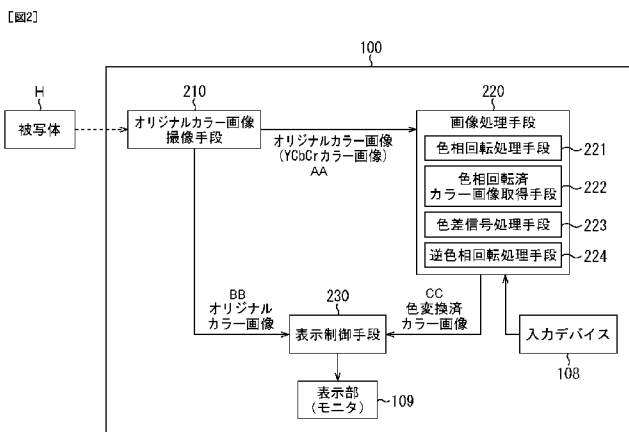 [図2]
100
H
210
220
被写体
オリジナルカラー画像
撮像手段
画像処理手段
オリジナルカラー画像
(YCbCrカラー画像)
AA
色相回転処理手段
221
色相回転済
カラー画像取得手段
222
色差信号処理手段
223
逆色相回転処理手段
224
BB
オリジナル
カラー画像
230
CC
色変換済
カラー画像
表示制御手段
入力デバイス
108
表示部
(モニタ)
109